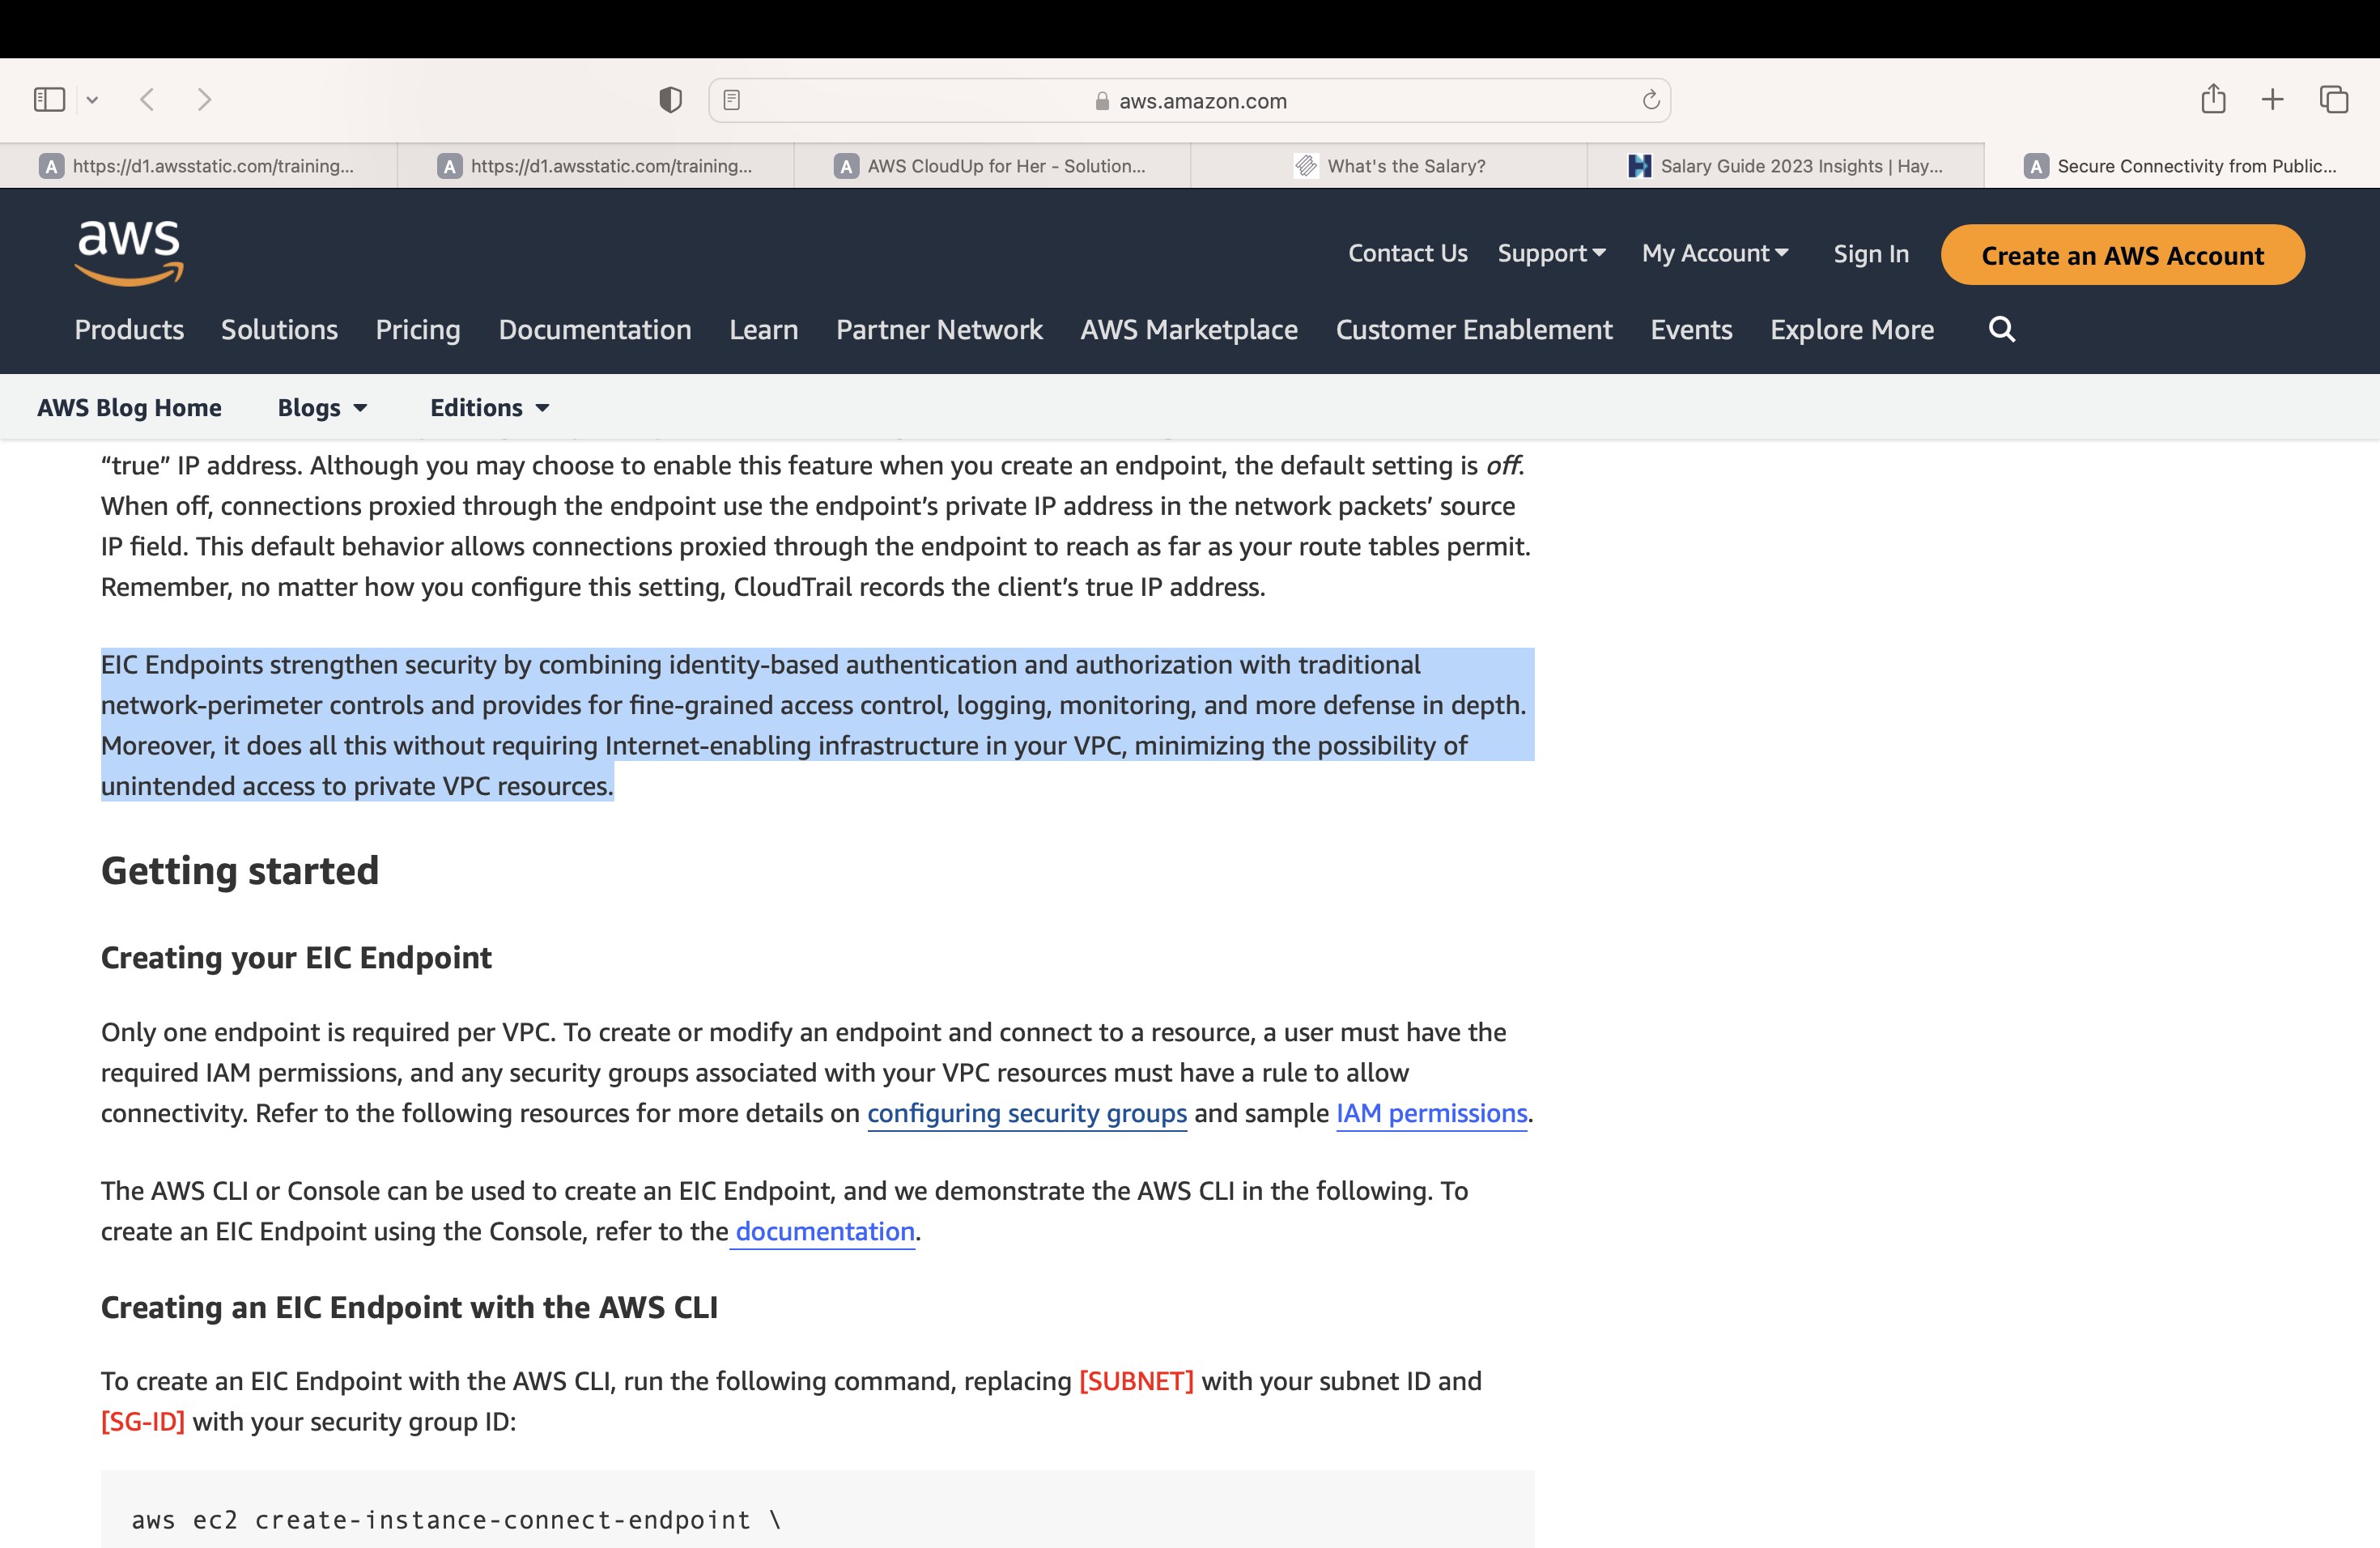 aws.amazon.com
https://d1.awsstatic.com/training...
https://d1.awsstatic.com/training...
AWS CloudUp for Her - Solution...
What's the Salary?
Salary Guide 2023 Insights | Hay...
Secure Connectivity from Public...
aws
Contact Us Support My Account Sign In Create an AWS Account
Products Solutions Pricing Documentation Learn Partner Network AWS Marketplace Customer Enablement Events Explore More
AWS Blog Home Blogs Editions
“true” IP address. Although you may choose to enable this feature when you create an endpoint, the default setting is off.
When off, connections proxied through the endpoint use the endpoint’s private IP address in the network packets’ source
IP field. This default behavior allows connections proxied through the endpoint to reach as far as your route tables permit.
Remember, no matter how you configure this setting, CloudTrail records the client’s true IP address.
EIC Endpoints strengthen security by combining identity-based authentication and authorization with traditional
network-perimeter controls and provides for fine-grained access control, logging, monitoring, and more defense in depth.
Moreover, it does all this without requiring Internet-enabling infrastructure in your VPC, minimizing the possibility of
unintended access to private VPC resources.
Getting started
Creating your EIC Endpoint
Only one endpoint is required per VPC. To create or modify an endpoint and connect to a resource, a user must have the
required IAM permissions, and any security groups associated with your VPC resources must have a rule to allow
connectivity. Refer to the following resources for more details on configuring security groups and sample IAM permissions.
The AWS CLI or Console can be used to create an EIC Endpoint, and we demonstrate the AWS CLI in the following. To
create an EIC Endpoint using the Console, refer to the documentation.
Creating an EIC Endpoint with the AWS CLI
To create an EIC Endpoint with the AWS CLI, run the following command, replacing [SUBNET] with your subnet ID and
[SG-ID] with your security group ID:
aws ec2 create-instance-connect-endpoint \